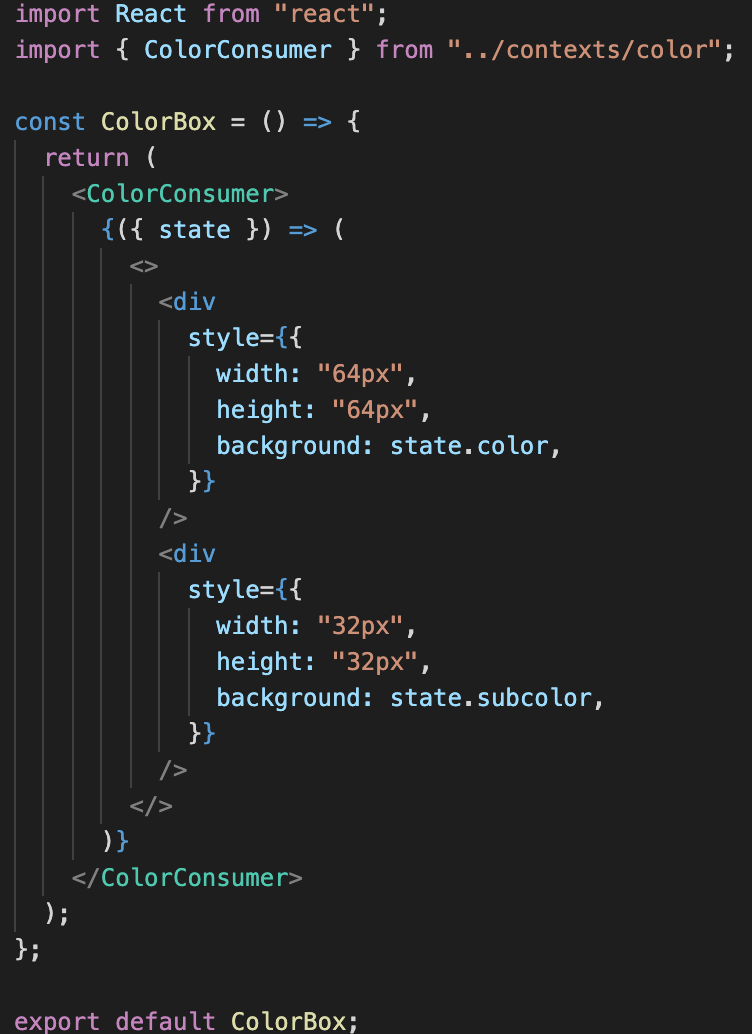 import React from "react";
import { ColorConsumer } from "../contexts/color";

const ColorBox = () => {
  return (
    <ColorConsumer>
      {({ state }) => (
        <>
          <div
            style={{
              width: "64px",
              height: "64px",
              background: state.color,
            }}
          />
          <div
            style={{
              width: "32px",
              height: "32px",
              background: state.subcolor,
            }}
          />
        </>
      )}
    </ColorConsumer>
  );
};

export default ColorBox;